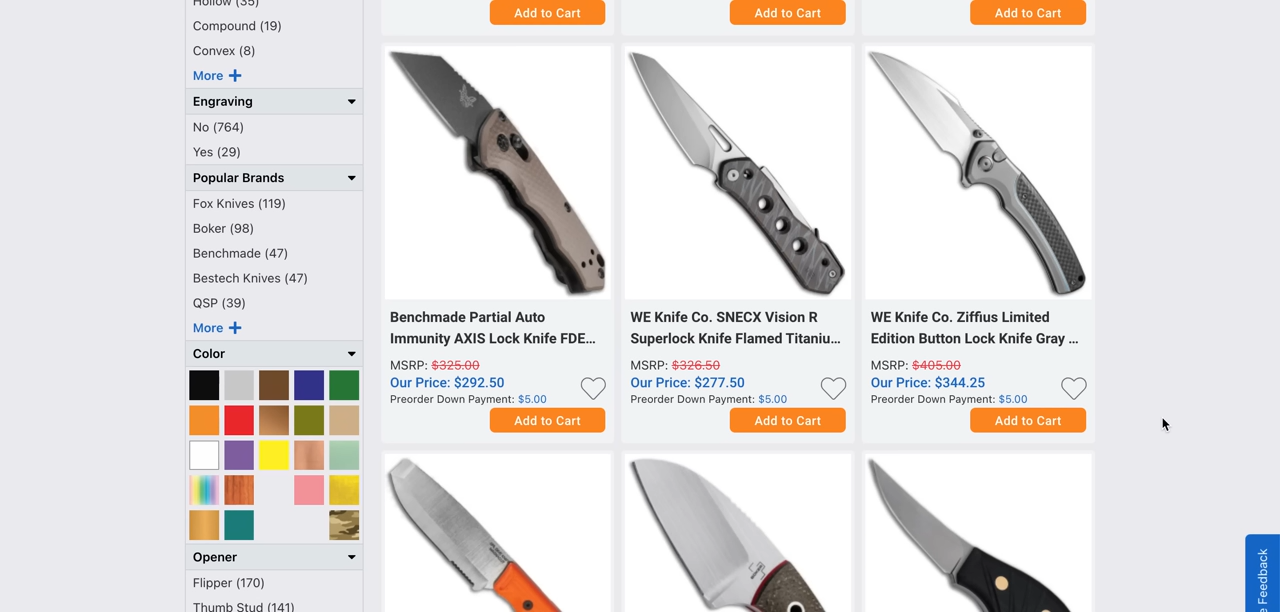 Hollow (35)
Compound (19)
Convex (8)
More +
Engraving
No (764)
Yes (29)
Popular Brands
Fox Knives (119)
Boker (98)
Benchmade (47)
Bestech Knives (47)
QSP (39)
More +
Color
Opener
Flipper (170)
Thumb Stud (141)
Add to Cart
Add to Cart
Add to Cart
Benchmade Partial Auto
Immunity AXIS Lock Knife FDE...
MSRP: $325.00
Our Price: $292.50
Preorder Down Payment: $5.00
Add to Cart
WE Knife Co. SNECX Vision R
Superlock Knife Flamed Titaniu...
MSRP: $326.50
Our Price: $277.50
Preorder Down Payment: $5.00
Add to Cart
WE Knife Co. Ziffius Limited
Edition Button Lock Knife Gray ...
MSRP: $405.00
Our Price: $344.25
Preorder Down Payment: $5.00
Add to Cart
Feedback